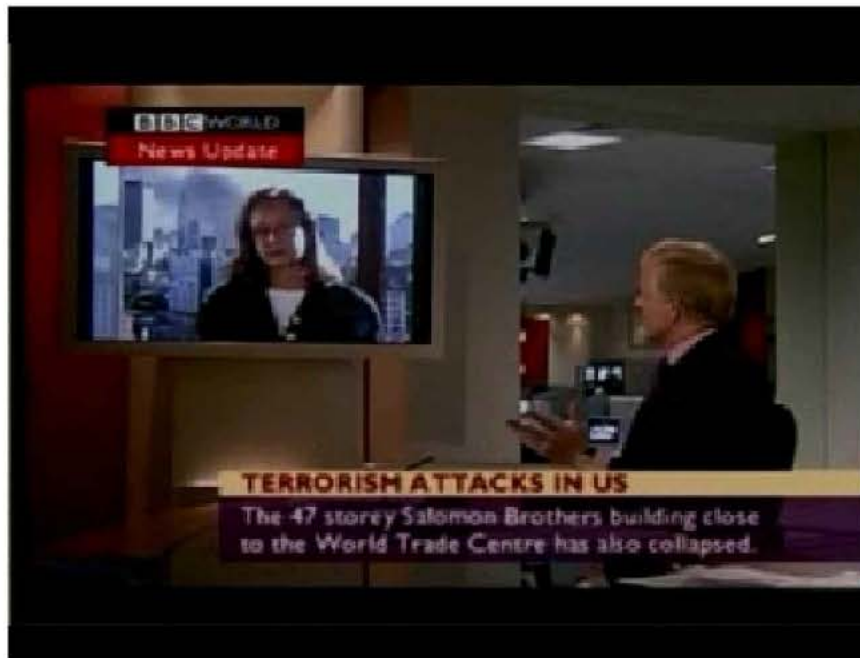 BBC WORLD
News Update
TERRORISM ATTACKS IN US
The 47 storey Salomon Brothers building close
to the World Trade Centre has also collapsed.